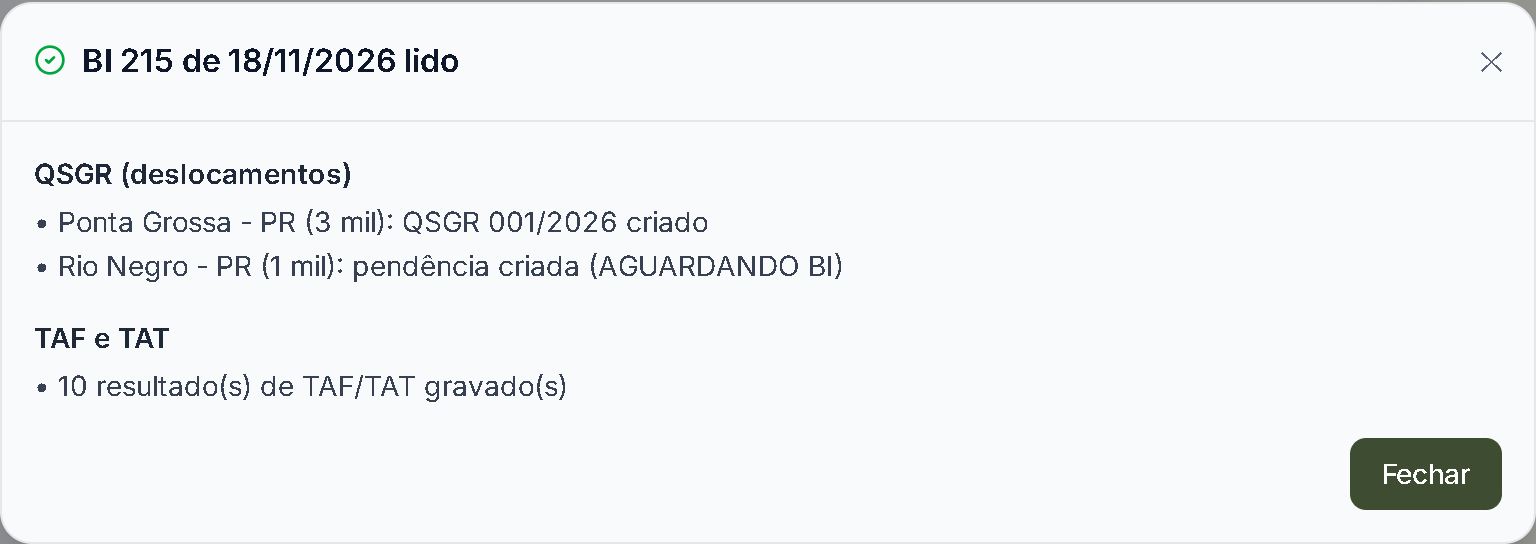 BI 215 de 18/11/2026 lido
QSGR (deslocamentos)
• Ponta Grossa - PR (3 mil): QSGR 001/2026 criado
• Rio Negro - PR (1 mil): pendência criada (AGUARDANDO BI)
TAF e TAT
• 10 resultado(s) de TAF/TAT gravado(s)
Fechar